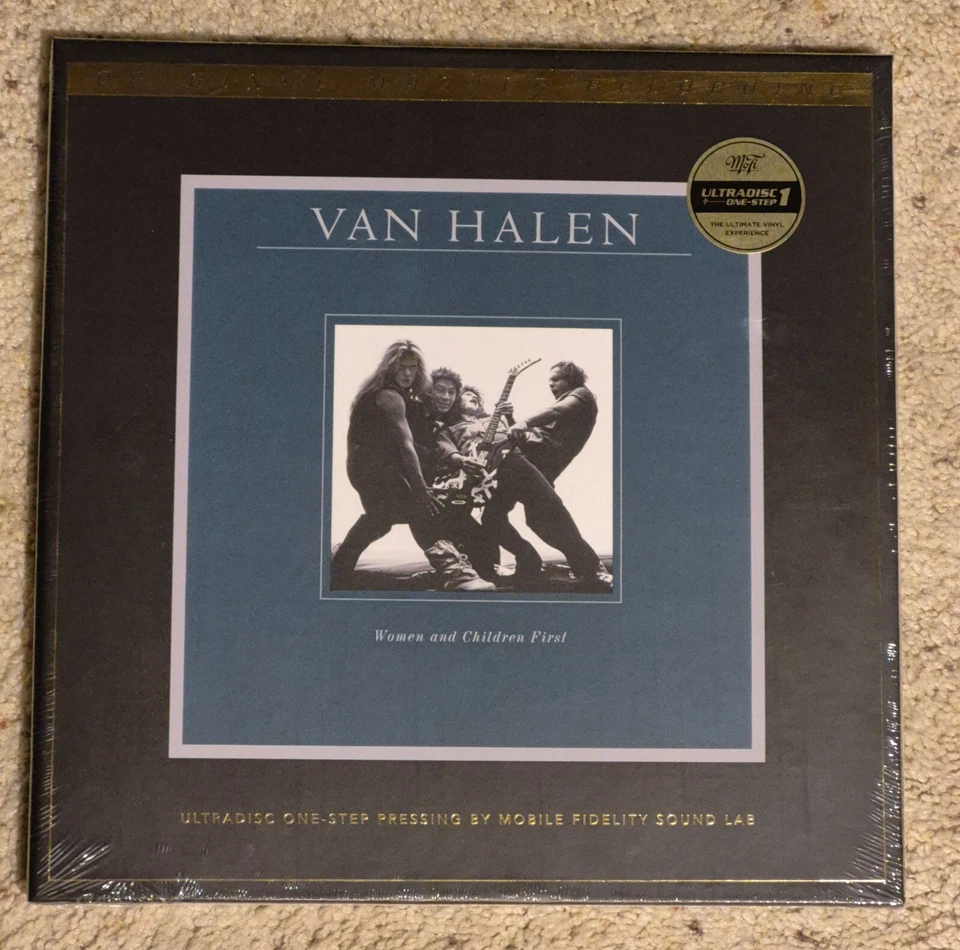 ORIGINAL MASTER RECORDING
MoFi
ULTRADISC
ONE-STEP 1
THE ULTIMATE VINYL
EXPERIENCE
VAN HALEN
Women and Children First
ULTRADISC ONE-STEP PRESSING BY MOBILE FIDELITY SOUND LAB